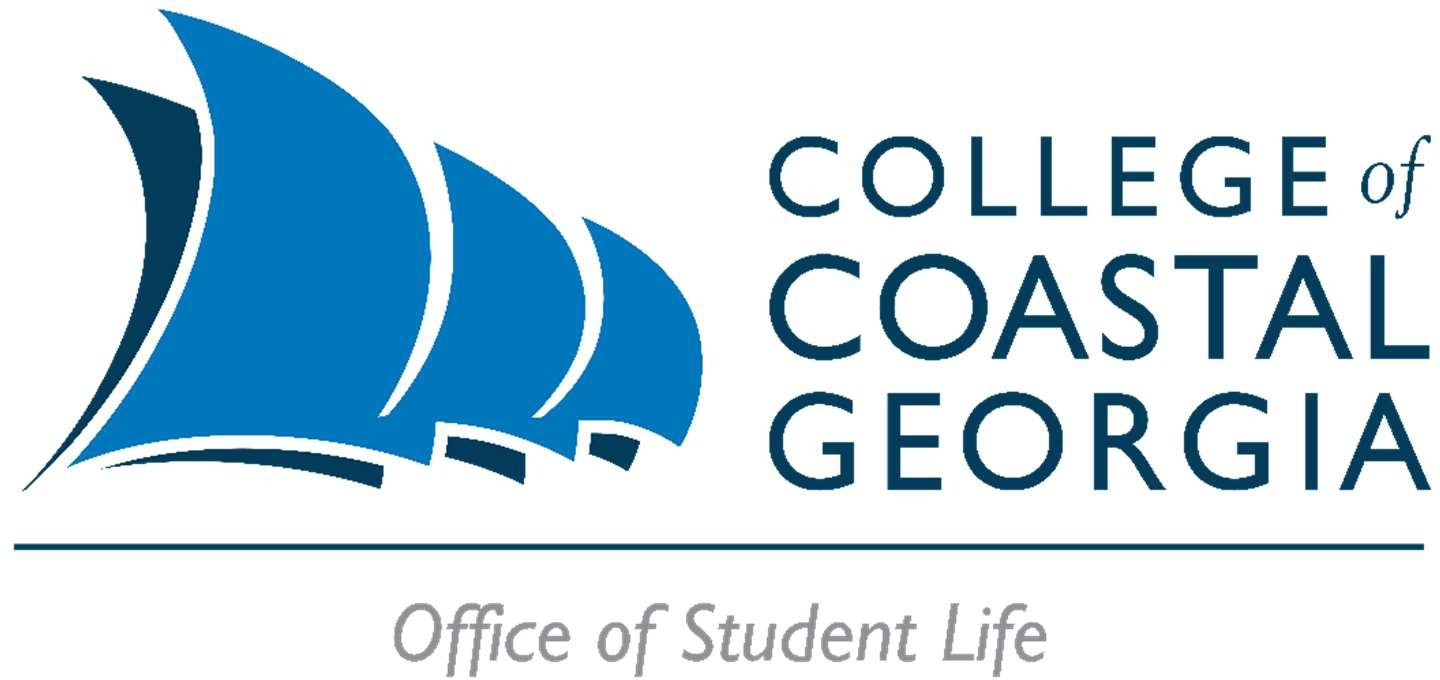 COLLEGE of
COASTAL
GEORGIA
Office of Student Life